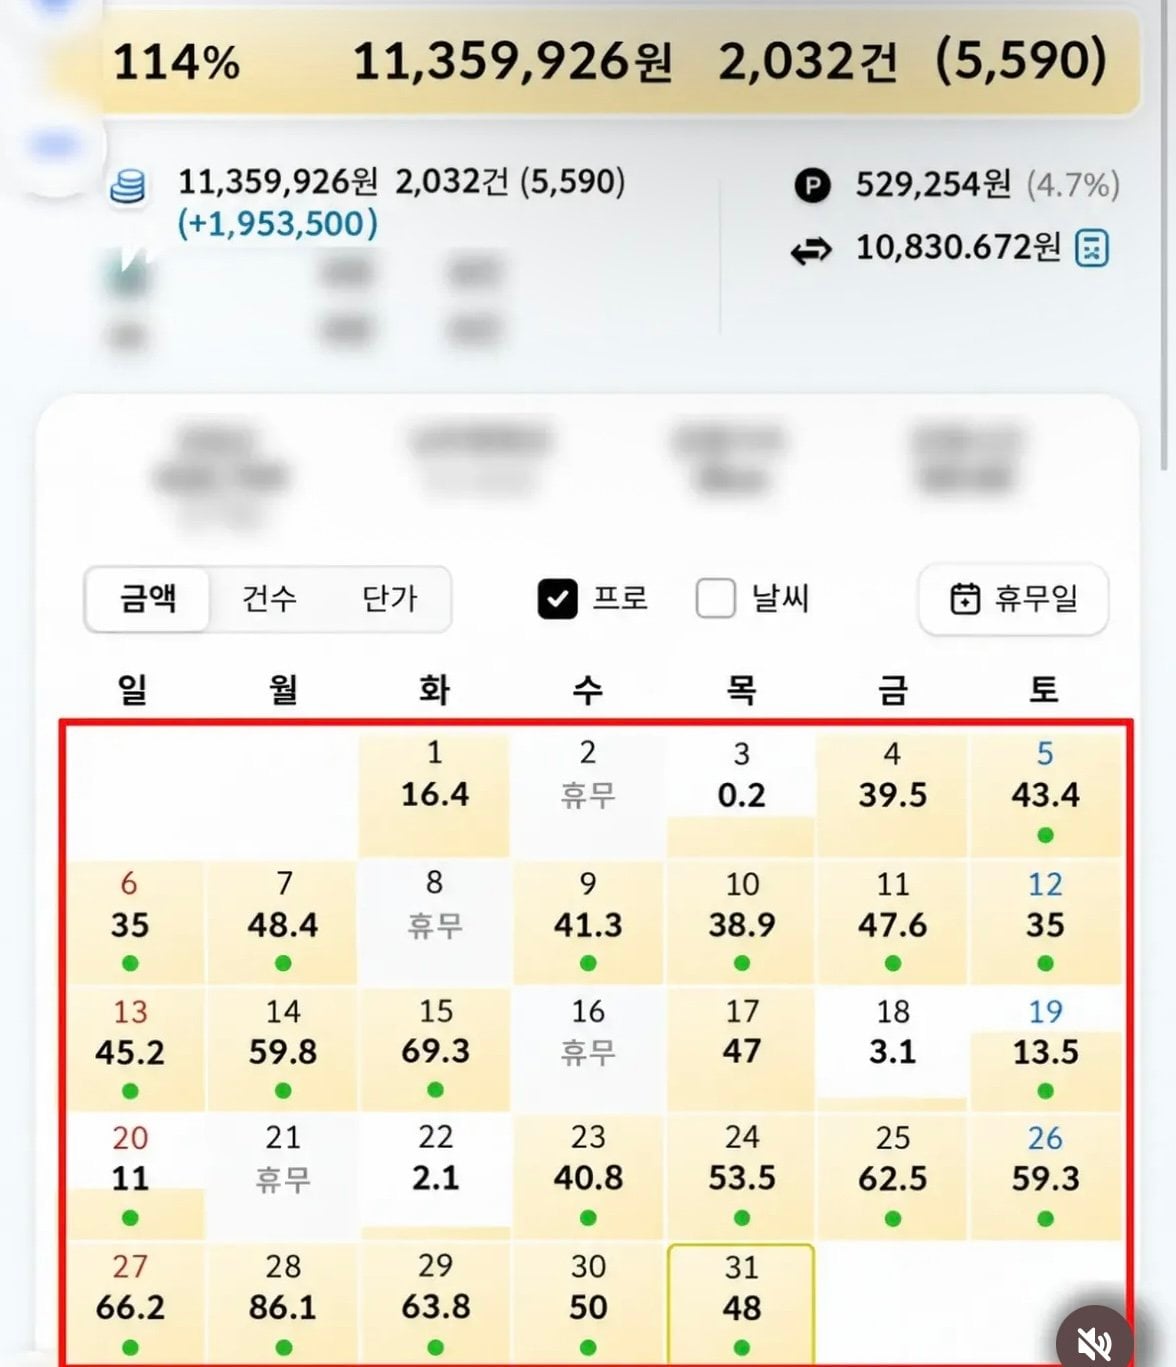 114% 11,359,926원 2,032건 (5,590)
11,359,926원 2,032건 (5,590)
(+1,953,500)
P 529,254원 (4.7%)
10,830.672원
금액 건수 단가 프로 날씨 휴무일
일 월 화 수 목 금 토
1 2 3 4 5
16.4 휴무 0.2 39.5 43.4
6 7 8 9 10 11 12
35 48.4 휴무 41.3 38.9 47.6 35
13 14 15 16 17 18 19
45.2 59.8 69.3 휴무 47 3.1 13.5
20 21 22 23 24 25 26
11 휴무 2.1 40.8 53.5 62.5 59.3
27 28 29 30 31
66.2 86.1 63.8 50 48